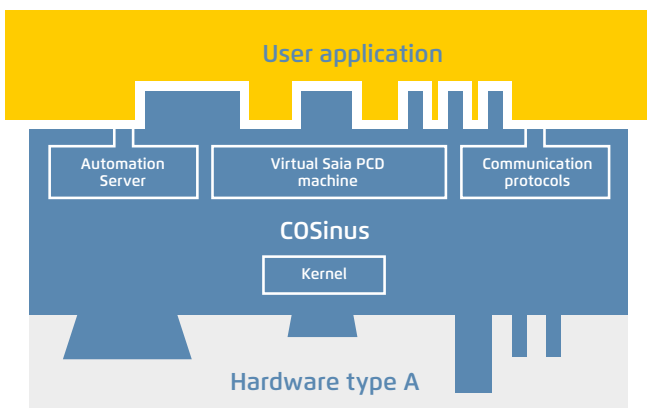 User application
Automation
Server
Virtual Saia PCD
machine
Communication
protocols
COSinus
Kernel
Hardware type A